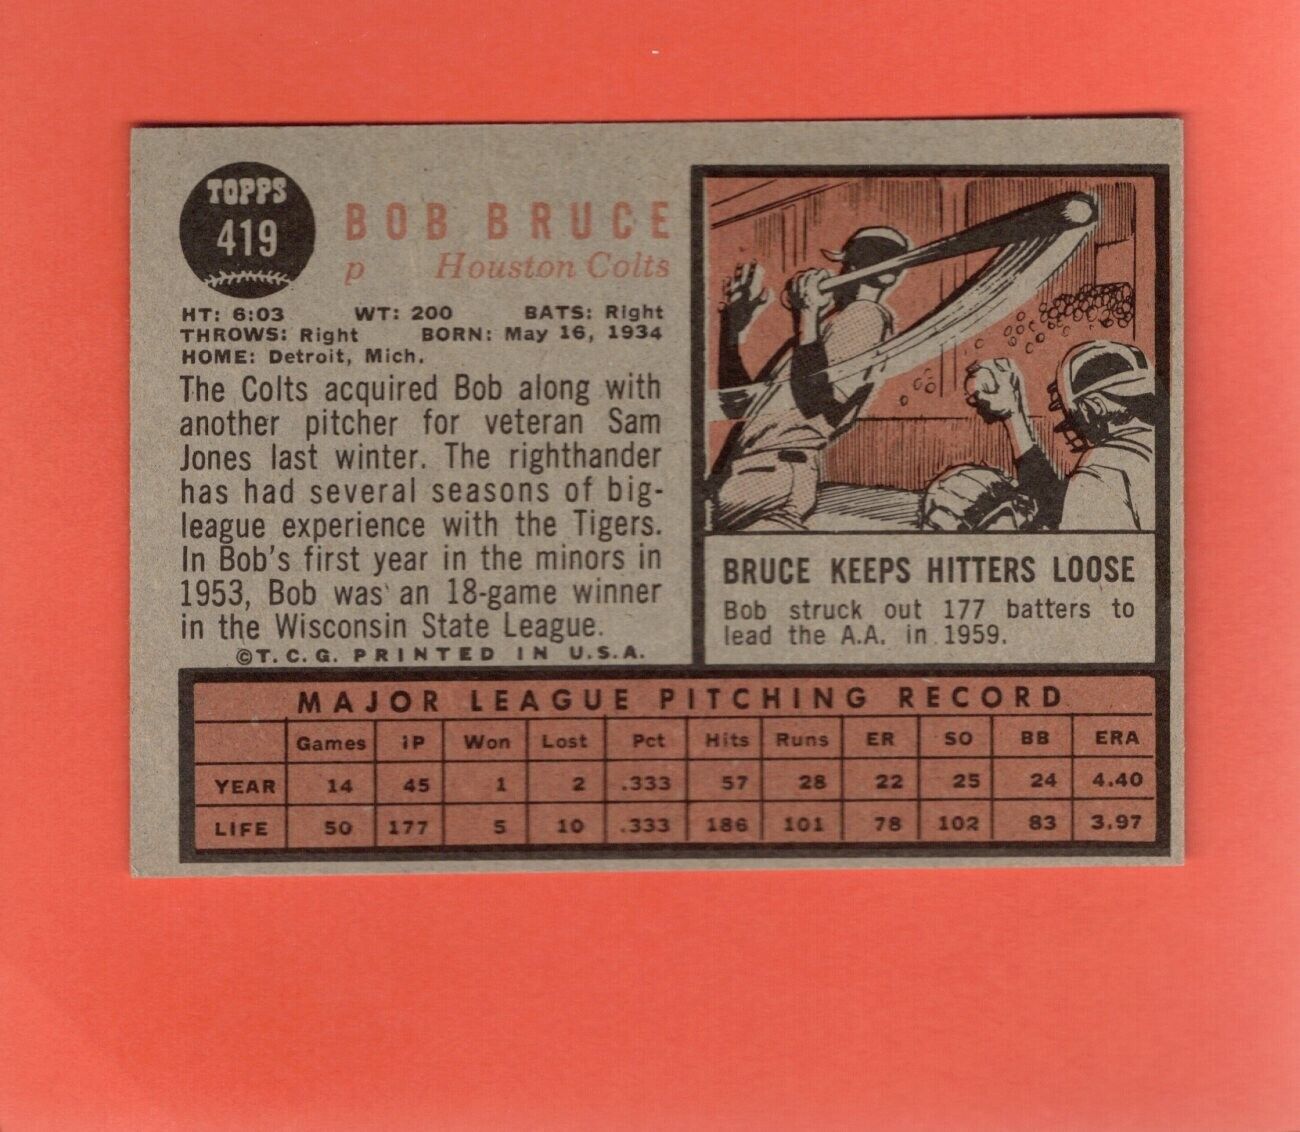 TOPPS
419
BOB BRUCE
p Houston Colts
HT: 6:03 WT: 200 BATS: Right
THROWS: Right BORN: May 16, 1934
HOME: Detroit, Mich.
The Colts acquired Bob along with
another pitcher for veteran Sam
Jones last winter. The righthander
has had several seasons of big-
league experience with the Tigers.
In Bob's first year in the minors in
1953, Bob was an 18-game winner
in the Wisconsin State League.
©T. C. G. PRINTED IN U.S.A.
BRUCE KEEPS HITTERS LOOSE
Bob struck out 177 batters to
lead the A.A. in 1959.
MAJOR LEAGUE PITCHING RECORD
Games IP Won Lost Pct Hits Runs ER SO BB ERA
YEAR 14 45 1 2 .333 57 28 22 25 24 4.40
LIFE 50 177 5 10 .333 186 101 78 102 83 3.97